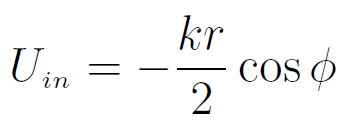 U_{in} = -\frac{kr}{2} \cos \phi